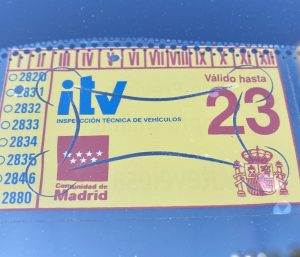 I II III IV V VI VII VIII IX X XI XII
2820
2831
2832
2833
2834
2835
2846
2880
itv
INSPECCIÓN TÉCNICA DE VEHÍCULOS
Válido hasta
23
Comunidad de
Madrid